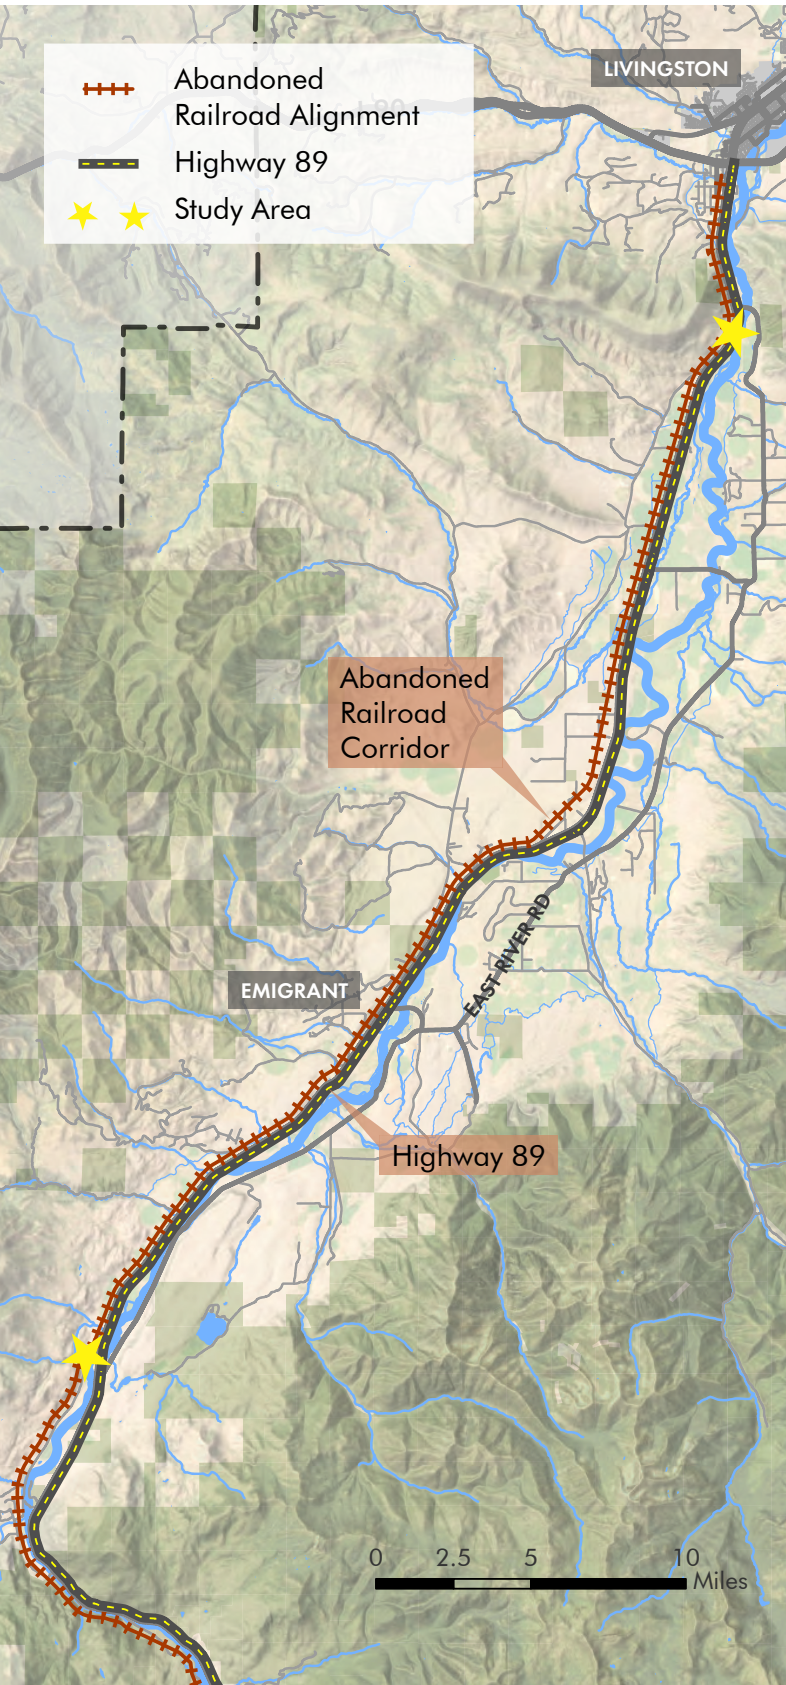 LIVINGSTON
Abandoned
Railroad Alignment
Highway 89
Study Area
Abandoned
Railroad
Corridor
EAST RIVER RD
EMIGRANT
Highway 89
0 2.5 5 10
Miles